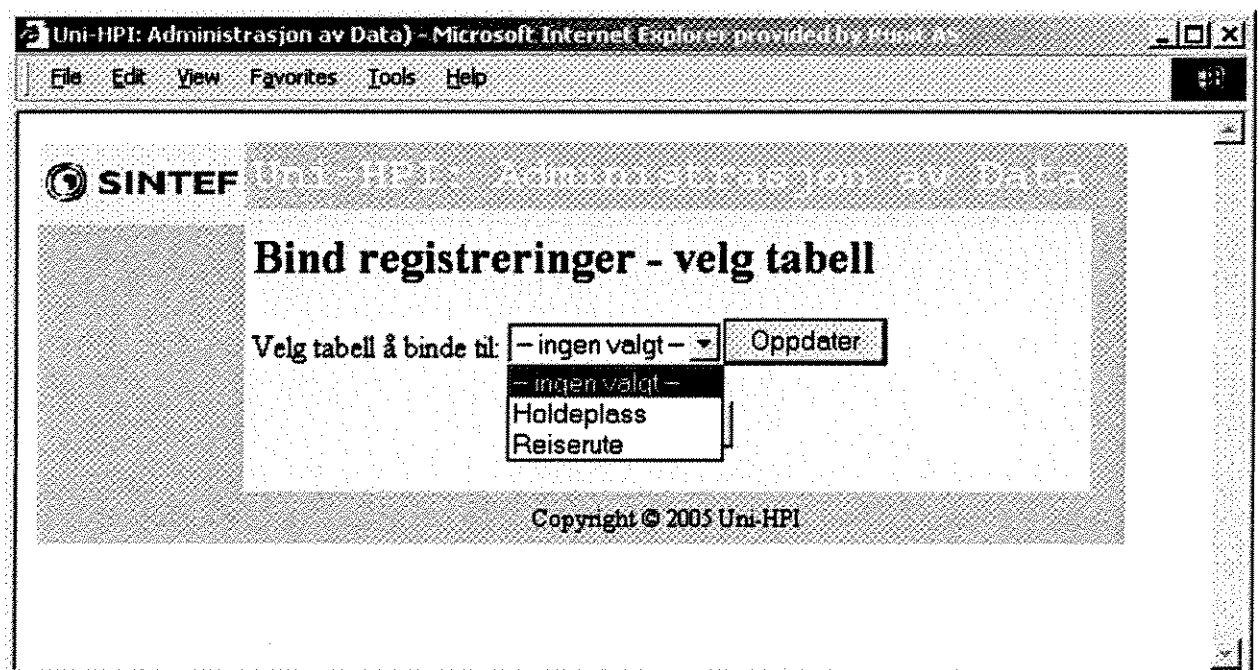 Uni-HPI: Administrasjon av Data) - Microsoft Internet Explorer provided by Runit AS
File Edit View Favorites Tools Help
SINTEF
Uni-HPI: Administrasjon av Data
Bind registreringer - velg tabell
Velg tabell å binde til: -- ingen valgt -- Oppdater
-- ingen valgt --
Holdeplass
Reiserute
Copyright © 2005 Uni-HPI